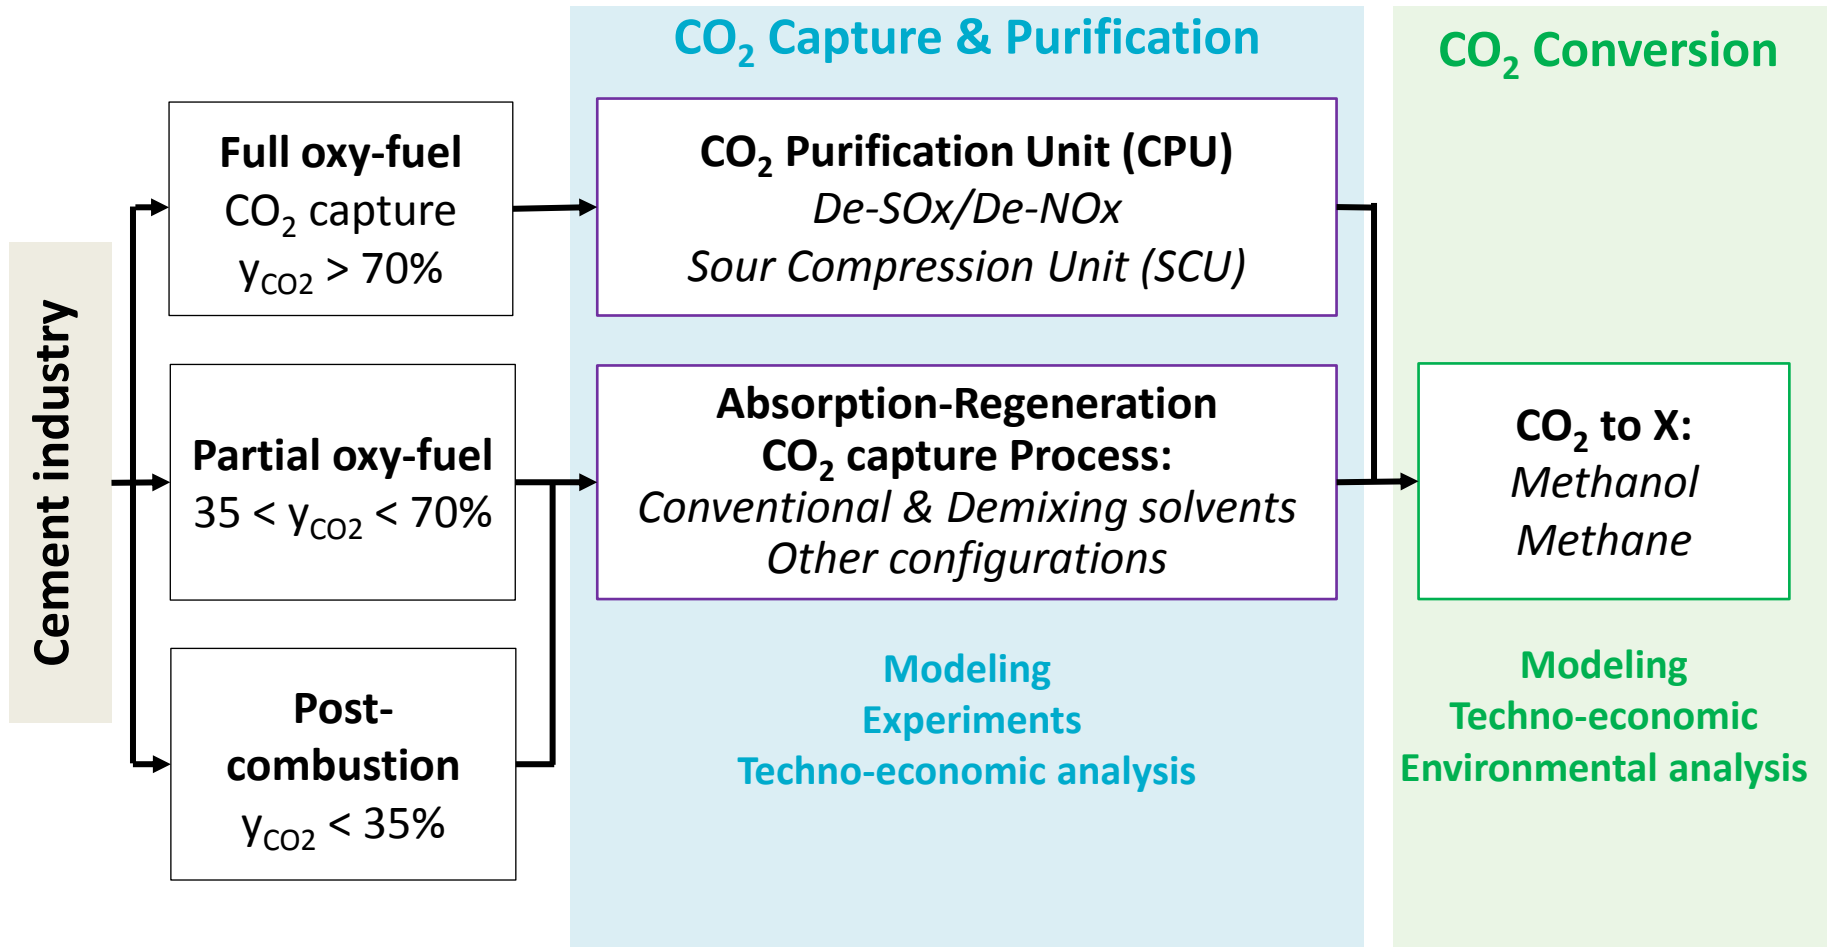 CO₂ Capture & Purification
CO₂ Conversion
Cement industry
Full oxy-fuel
CO₂ capture
y_CO2 > 70%
CO₂ Purification Unit (CPU)
De-SOx/De-NOx
Sour Compression Unit (SCU)
Partial oxy-fuel
35 < y_CO2 < 70%
Absorption-Regeneration
CO₂ capture Process:
Conventional & Demixing solvents
Other configurations
CO₂ to X:
Methanol
Methane
Post-
combustion
y_CO2 < 35%
Modeling
Experiments
Techno-economic analysis
Modeling
Techno-economic
Environmental analysis